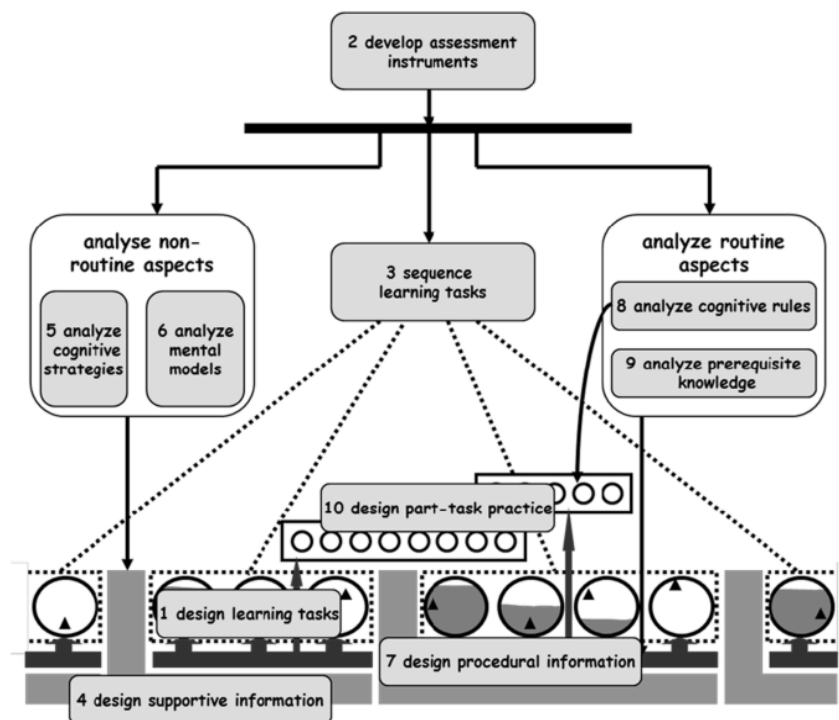 2 develop assessment
instruments
analyse non-
routine aspects
5 analyze
cognitive
strategies
6 analyze
mental
models
3 sequence
learning tasks
analyze routine
aspects
8 analyze cognitive rules
9 analyze prerequisite
knowledge
10 design part-task practice
1 design learning tasks
7 design procedural information
4 design supportive information